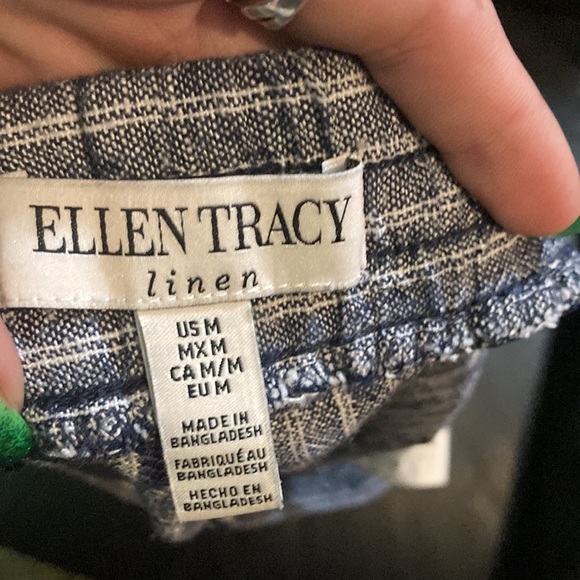 ELLEN TRACY
linen
US M
MX M
CA M/M
EU M
MADE IN
BANGLADESH
FABRIQUÉ AU
BANGLADESH
HECHO EN
BANGLADESH